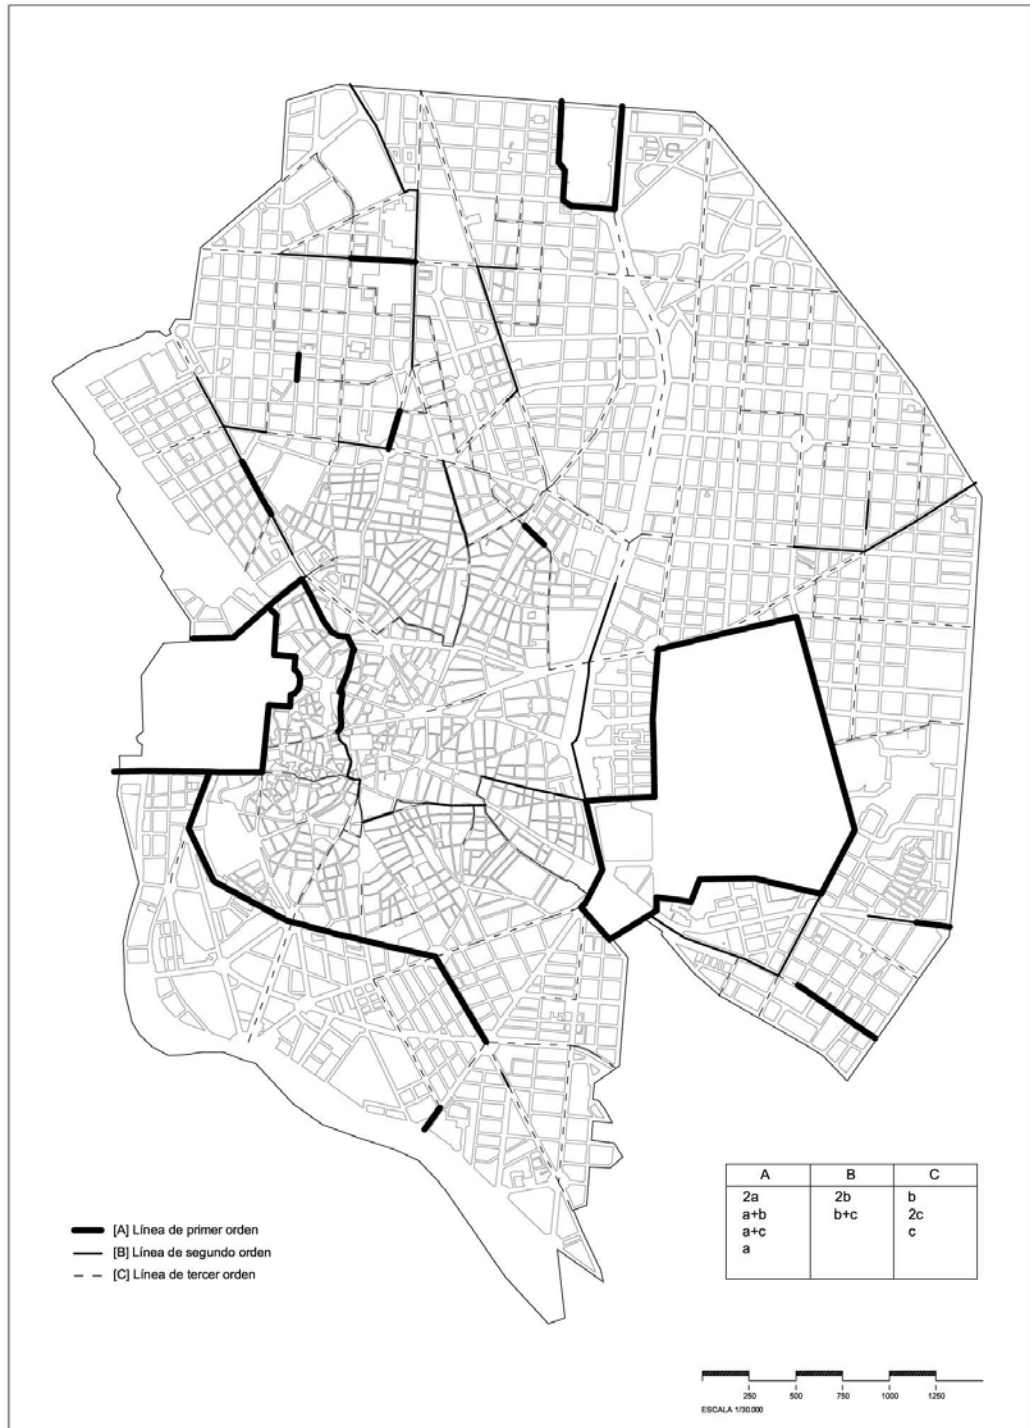 A B C
2a 2b b
a+b b+c 2c
a+c c
a
[A] Línea de primer orden
[B] Línea de segundo orden
[C] Línea de tercer orden
250 500 750 1000 1250
ESCALA 1/30.000